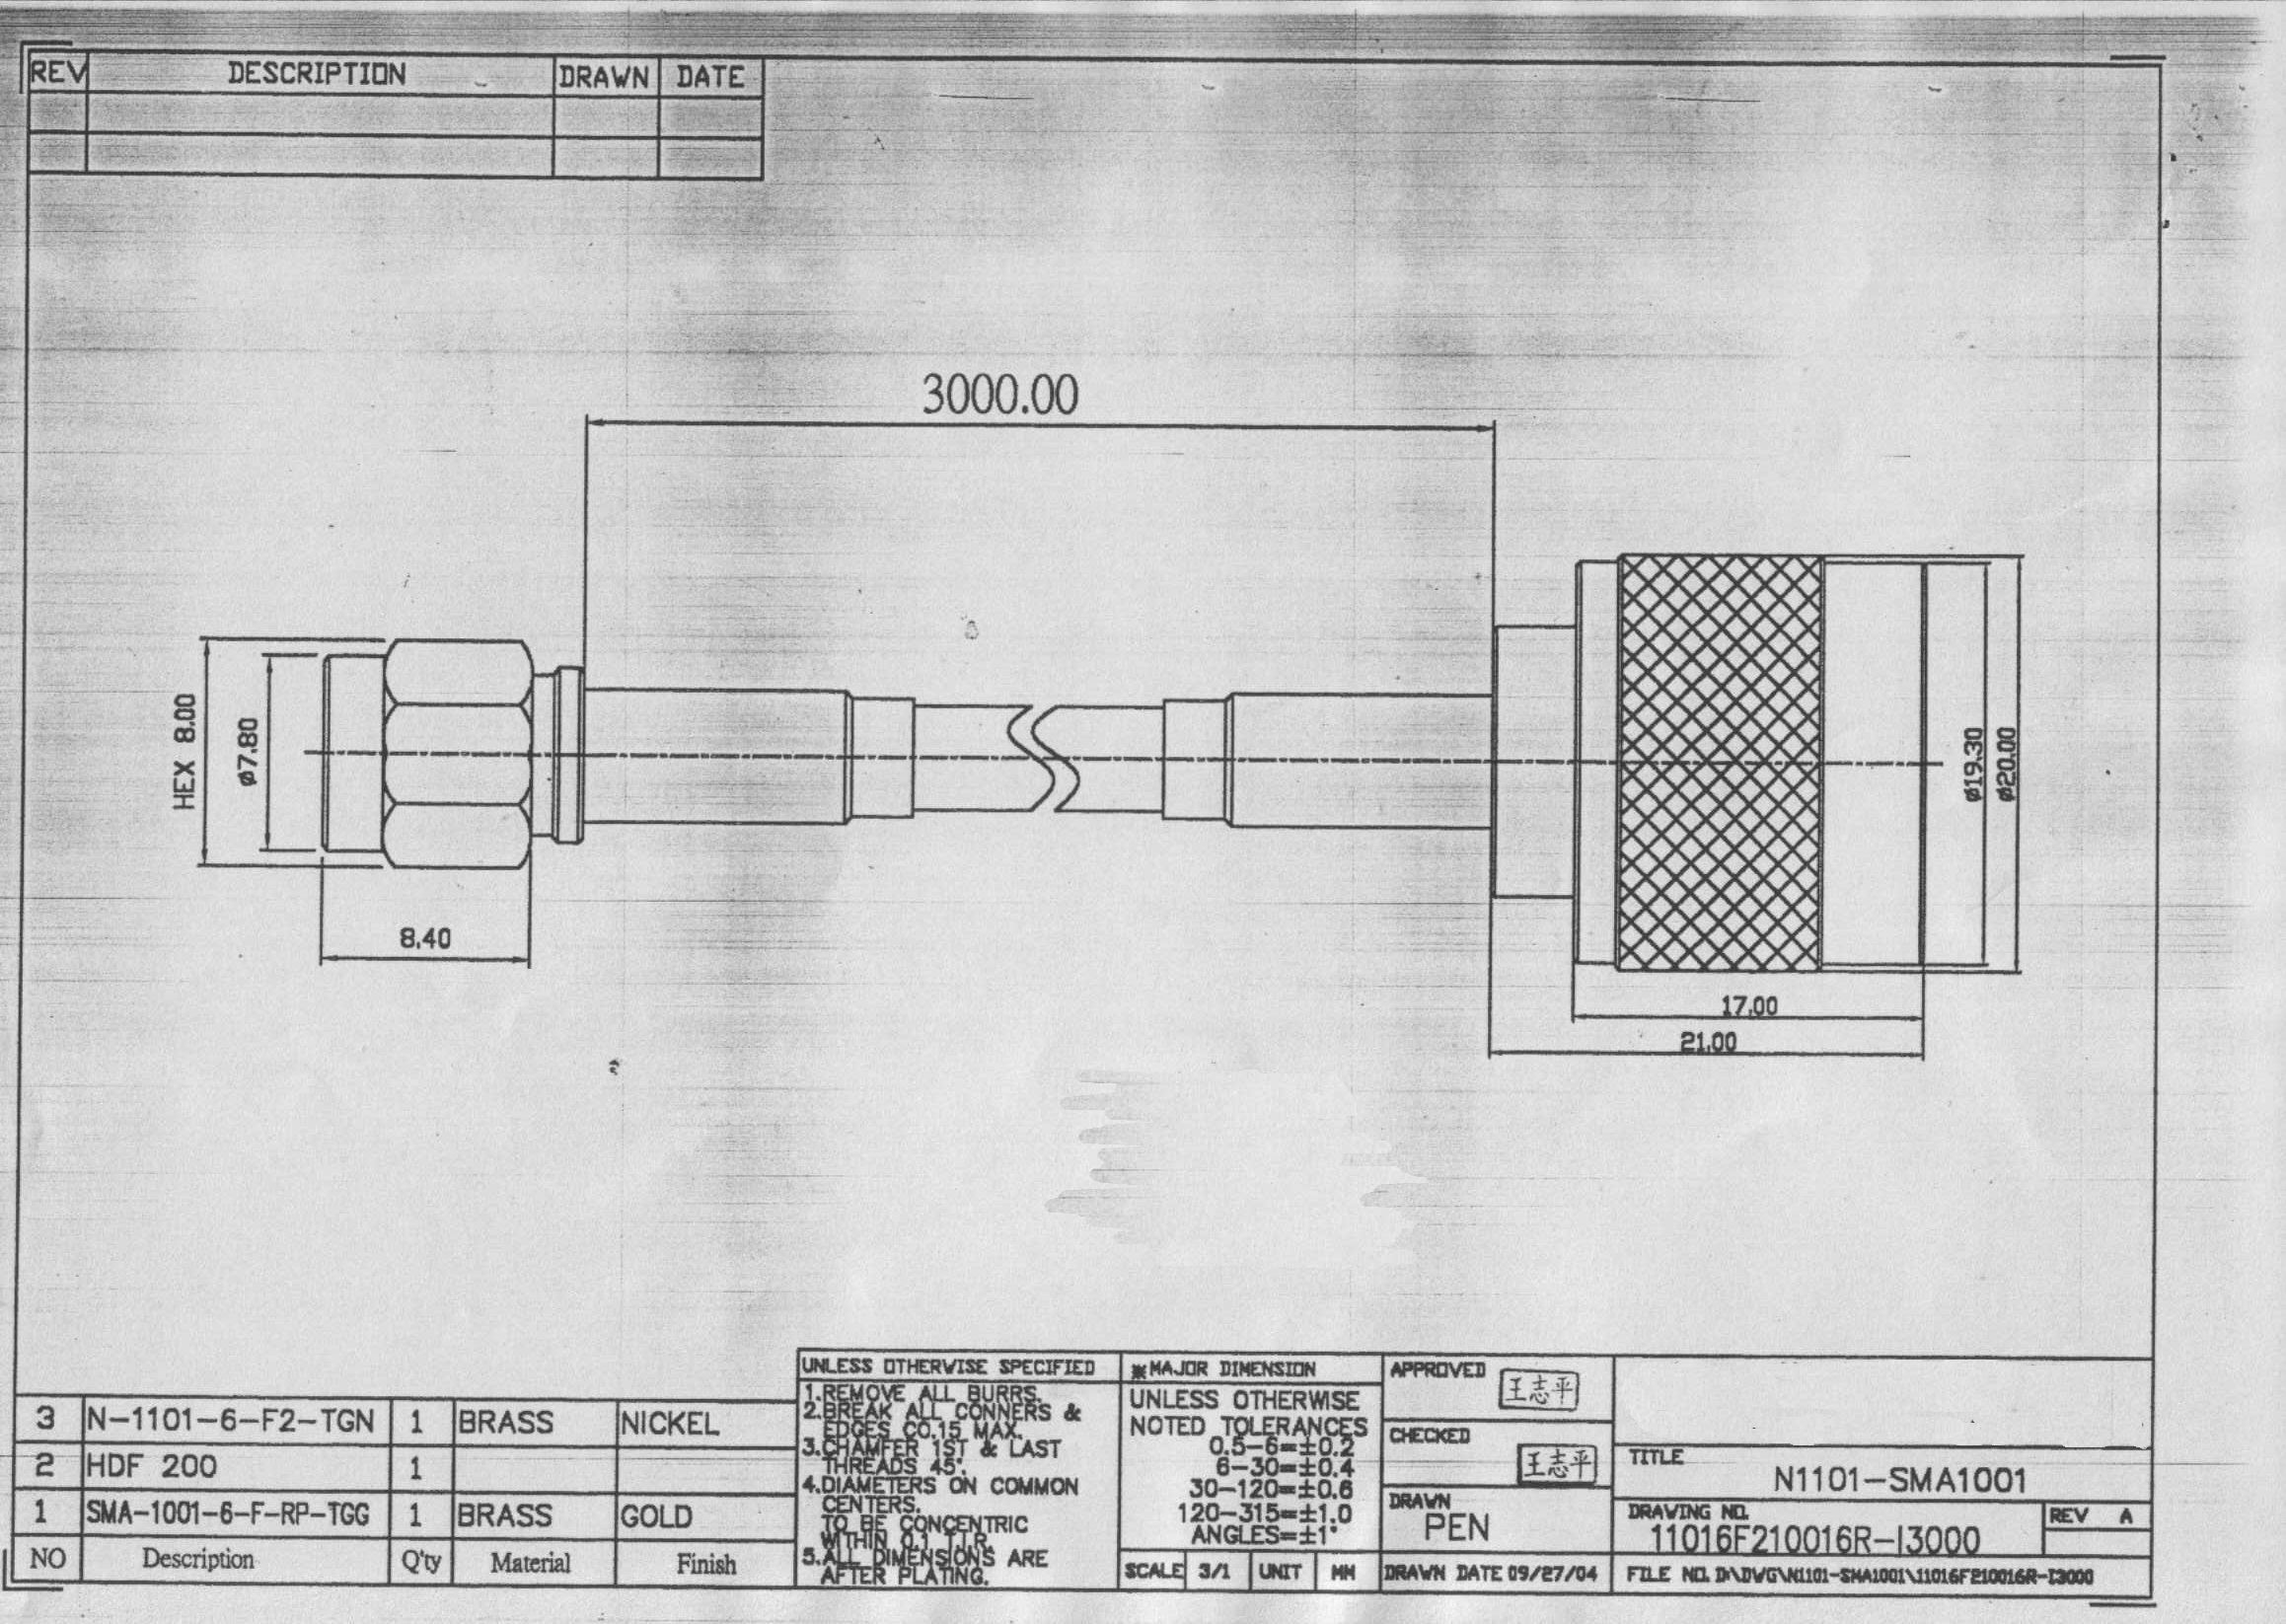 REV DESCRIPTION DRAWN DATE
3000.00
HEX 8.00
ø7.80
8.40
ø19.30
ø20.00
17.00
21.00
3 N-1101-6-F2-TGN 1 BRASS NICKEL
2 HDF 200 1
1 SMA-1001-6-F-RP-TGG 1 BRASS GOLD
NO Description Q'ty Material Finish
UNLESS OTHERWISE SPECIFIED
1.REMOVE ALL BURRS.
2.BREAK ALL CONNERS &
EDGES C0.15 MAX.
3.CHAMFER 1ST & LAST
THREADS 45°.
4.DIAMETERS ON COMMON
CENTERS.
TO BE CONCENTRIC
WITHIN 0.1 T.I.R.
5.ALL DIMENSIONS ARE
AFTER PLATING.
※MAJOR DIMENSION
UNLESS OTHERWISE
NOTED TOLERANCES
0.5-6=±0.2
6-30=±0.4
30-120=±0.6
120-315=±1.0
ANGLES=±1°
SCALE 3/1 UNIT MM
APPROVED 王志平
CHECKED 王志平
DRAWN
PEN
DRAWN DATE 09/27/04
TITLE
N1101-SMA1001
DRAWING NO.
11016F210016R-I3000
REV A
FILE NO. D:\DWG\N1101-SMA1001\11016F210016R-I3000